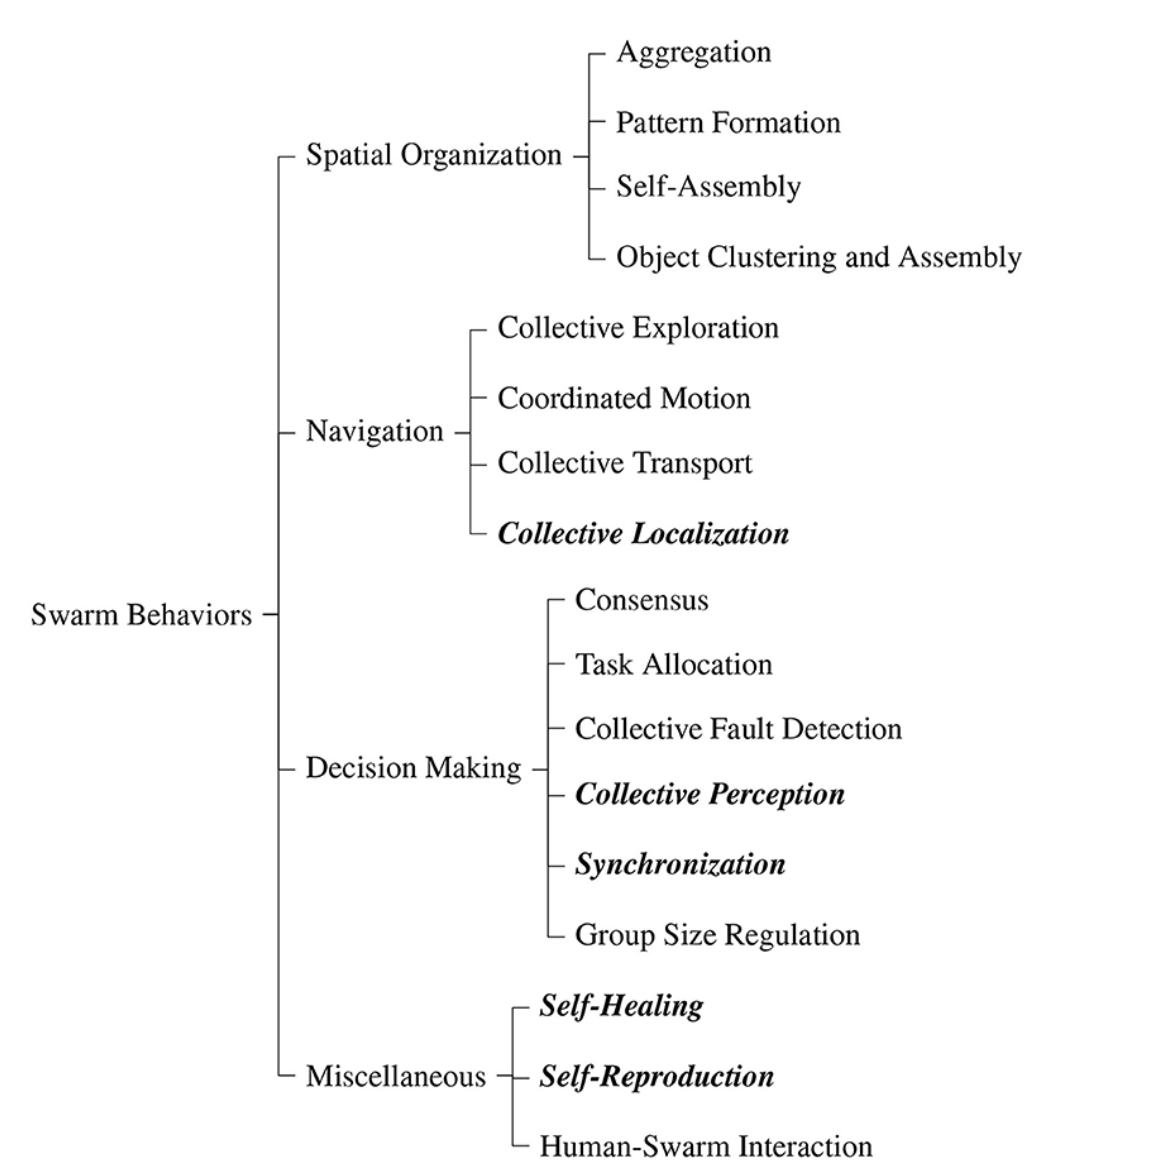 Swarm Behaviors
Spatial Organization
Aggregation
Pattern Formation
Self-Assembly
Object Clustering and Assembly
Navigation
Collective Exploration
Coordinated Motion
Collective Transport
Collective Localization
Decision Making
Consensus
Task Allocation
Collective Fault Detection
Collective Perception
Synchronization
Group Size Regulation
Miscellaneous
Self-Healing
Self-Reproduction
Human-Swarm Interaction